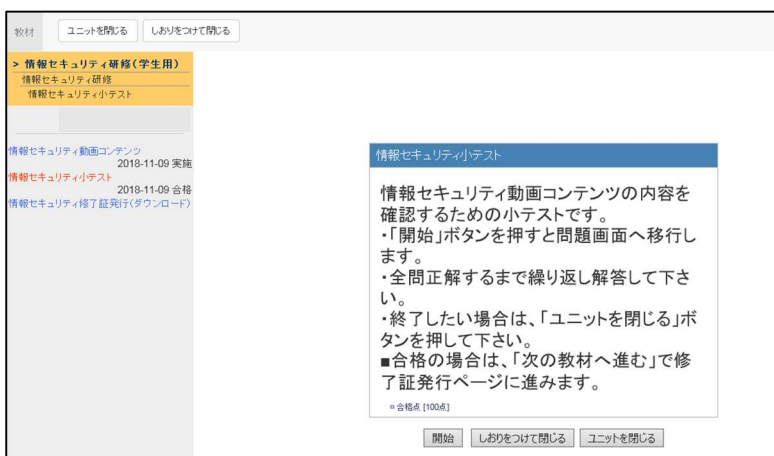 教材
ユニットを閉じる
しおりをつけて閉じる
> 情報セキュリティ研修(学生用)
情報セキュリティ研修
情報セキュリティ小テスト
情報セキュリティ動画コンテンツ
2018-11-09 実施
情報セキュリティ小テスト
2018-11-09 合格
情報セキュリティ修了証発行(ダウンロード)
情報セキュリティ小テスト
情報セキュリティ動画コンテンツの内容を
確認するための小テストです。
・「開始」ボタンを押すと問題画面へ移行し
ます。
・全問正解するまで繰り返し解答して下さ
い。
・終了したい場合は、「ユニットを閉じる」ボ
タンを押して下さい。
■合格の場合は、「次の教材へ進む」で修
了証発行ページに進みます。
¤ 合格点 [100点]
開始
しおりをつけて閉じる
ユニットを閉じる